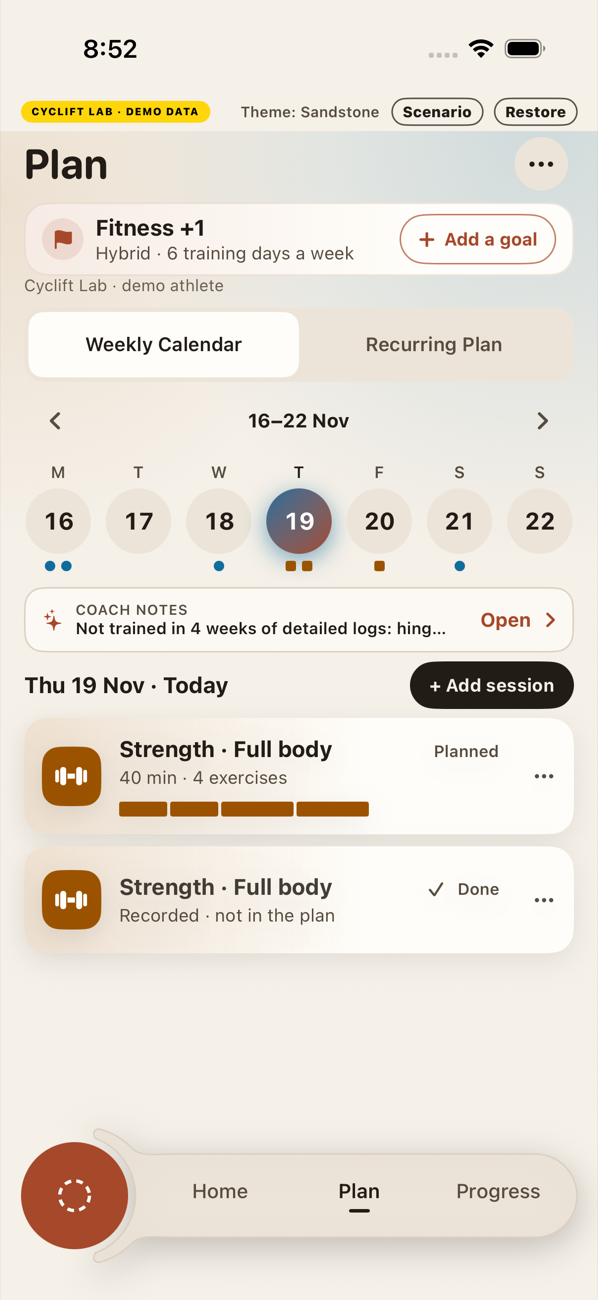 8:52
CYCLIFT LAB · DEMO DATA
Theme: Sandstone
Scenario
Restore
Plan
Fitness +1
Hybrid · 6 training days a week
+ Add a goal
Cyclift Lab · demo athlete
Weekly Calendar
Recurring Plan
16–22 Nov
M T W T F S S
16 17 18 19 20 21 22
COACH NOTES
Not trained in 4 weeks of detailed logs: hing...
Open
Thu 19 Nov · Today
+ Add session
Strength · Full body
Planned
40 min · 4 exercises
Strength · Full body
Done
Recorded · not in the plan
Home
Plan
Progress